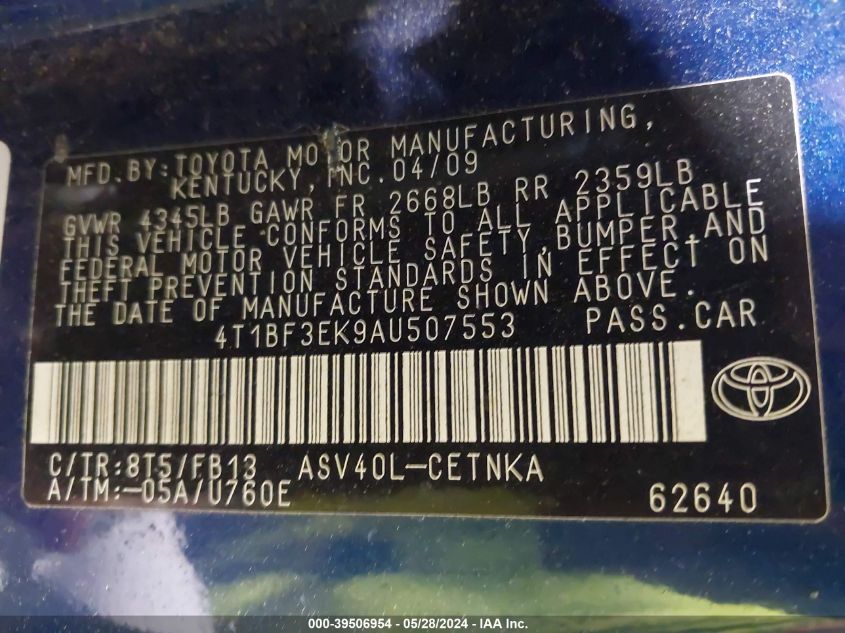 MFD. BY: TOYOTA MOTOR MANUFACTURING,
KENTUCKY, INC. 04/09
GVWR 4345LB GAWR FR 2668LB RR 2359LB
THIS VEHICLE CONFORMS TO ALL APPLICABLE
FEDERAL MOTOR VEHICLE SAFETY, BUMPER, AND
THEFT PREVENTION STANDARDS IN EFFECT ON
THE DATE OF MANUFACTURE SHOWN ABOVE.
4T1BF3EK9AU507553 PASS. CAR
C/TR: 8T5/FB13 ASV40L-CETNKA
A/TM: -05A/U760E 62640
000-39506954 - 05/28/2024 - IAA Inc.